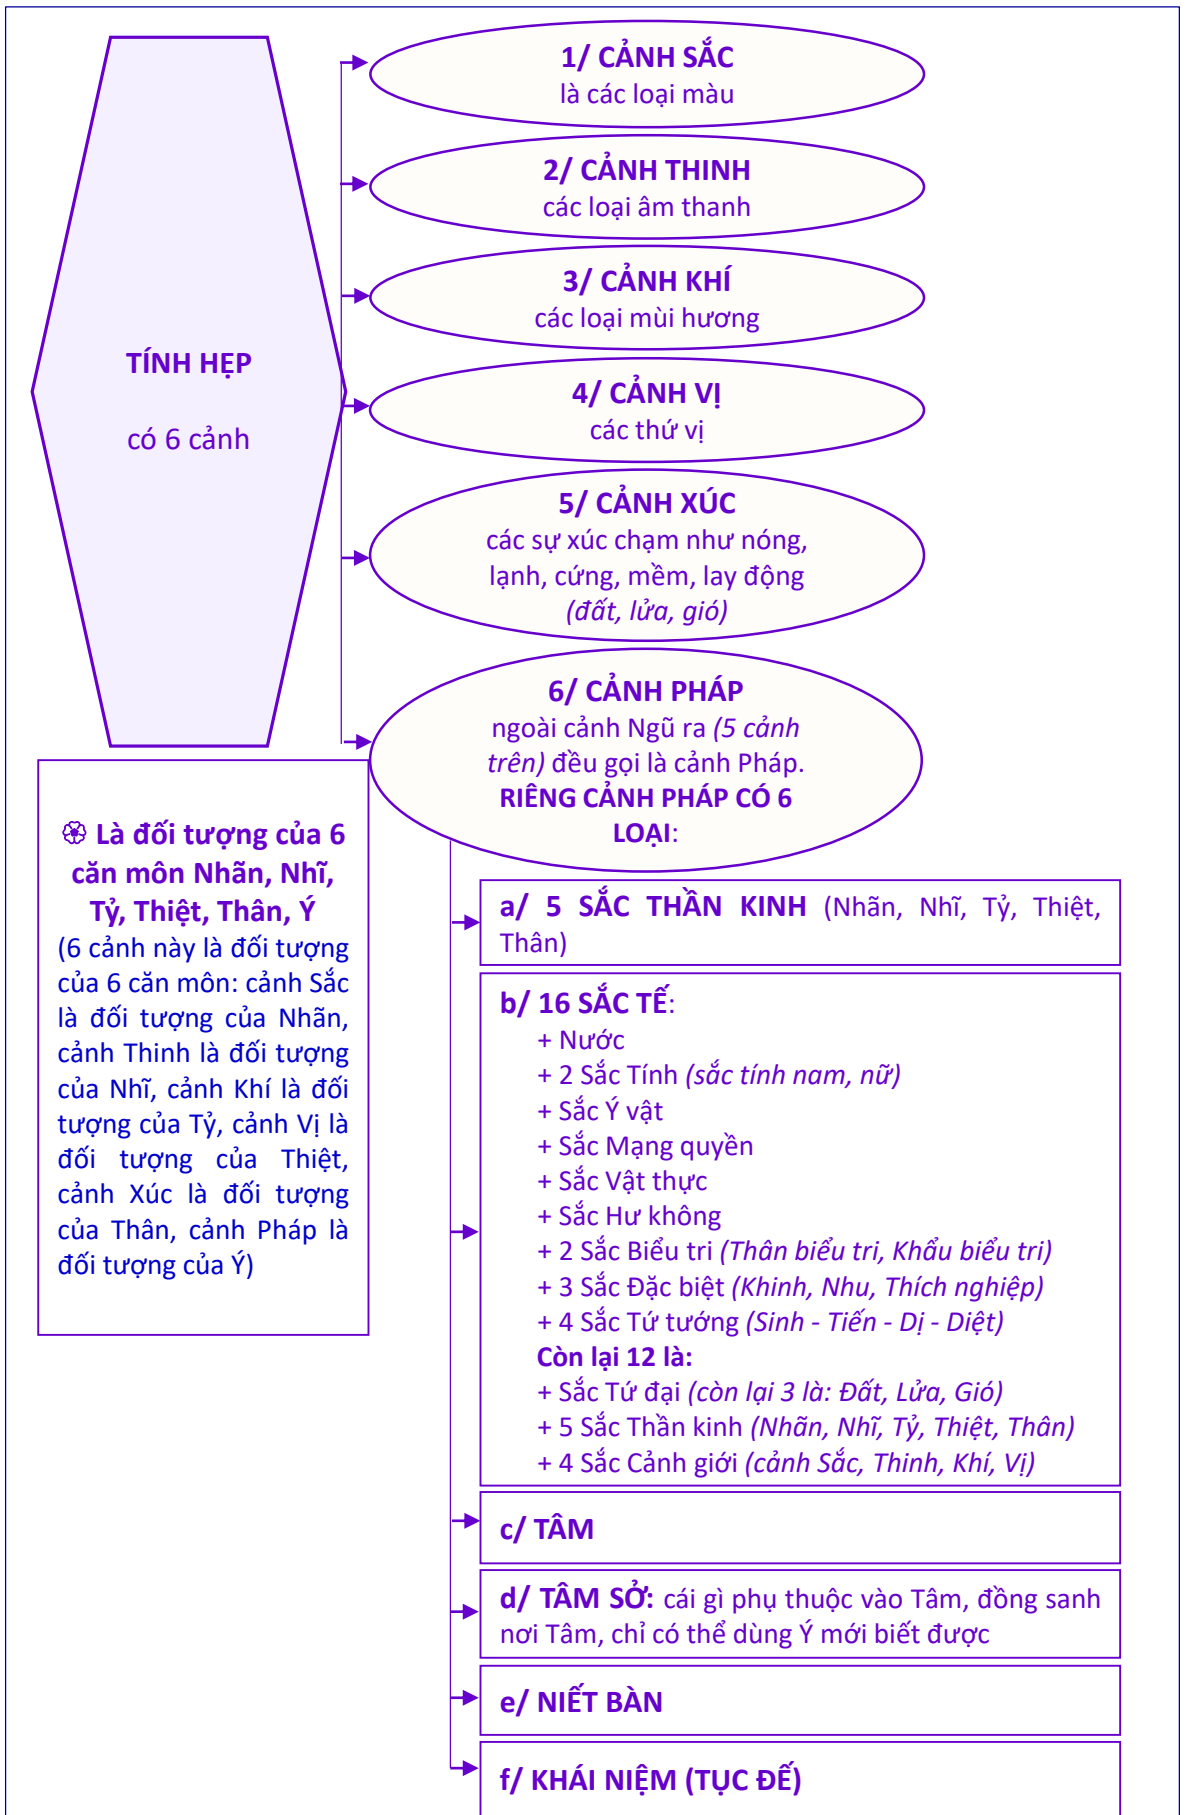 TÍNH HẸP
có 6 cảnh
1/ CẢNH SẮC
là các loại màu
2/ CẢNH THINH
các loại âm thanh
3/ CẢNH KHÍ
các loại mùi hương
4/ CẢNH VỊ
các thứ vị
5/ CẢNH XÚC
các sự xúc chạm như nóng,
lạnh, cứng, mềm, lay động
(đất, lửa, gió)
6/ CẢNH PHÁP
ngoài cảnh Ngũ ra (5 cảnh
trên) đều gọi là cảnh Pháp.
RIÊNG CẢNH PHÁP CÓ 6
LOẠI:
🏵 Là đối tượng của 6
căn môn Nhãn, Nhĩ,
Tỷ, Thiệt, Thân, Ý
(6 cảnh này là đối tượng
của 6 căn môn: cảnh Sắc
là đối tượng của Nhãn,
cảnh Thinh là đối tượng
của Nhĩ, cảnh Khí là đối
tượng của Tỷ, cảnh Vị là
đối tượng của Thiệt,
cảnh Xúc là đối tượng
của Thân, cảnh Pháp là
đối tượng của Ý)
a/ 5 SẮC THẦN KINH (Nhãn, Nhĩ, Tỷ, Thiệt,
Thân)
b/ 16 SẮC TẾ:
+ Nước
+ 2 Sắc Tính (sắc tính nam, nữ)
+ Sắc Ý vật
+ Sắc Mạng quyền
+ Sắc Vật thực
+ Sắc Hư không
+ 2 Sắc Biểu tri (Thân biểu tri, Khẩu biểu tri)
+ 3 Sắc Đặc biệt (Khinh, Nhu, Thích nghiệp)
+ 4 Sắc Tứ tướng (Sinh - Tiến - Dị - Diệt)
Còn lại 12 là:
+ Sắc Tứ đại (còn lại 3 là: Đất, Lửa, Gió)
+ 5 Sắc Thần kinh (Nhãn, Nhĩ, Tỷ, Thiệt, Thân)
+ 4 Sắc Cảnh giới (cảnh Sắc, Thinh, Khí, Vị)
c/ TÂM
d/ TÂM SỞ: cái gì phụ thuộc vào Tâm, đồng sanh
nơi Tâm, chỉ có thể dùng Ý mới biết được
e/ NIẾT BÀN
f/ KHÁI NIỆM (TỤC ĐẾ)